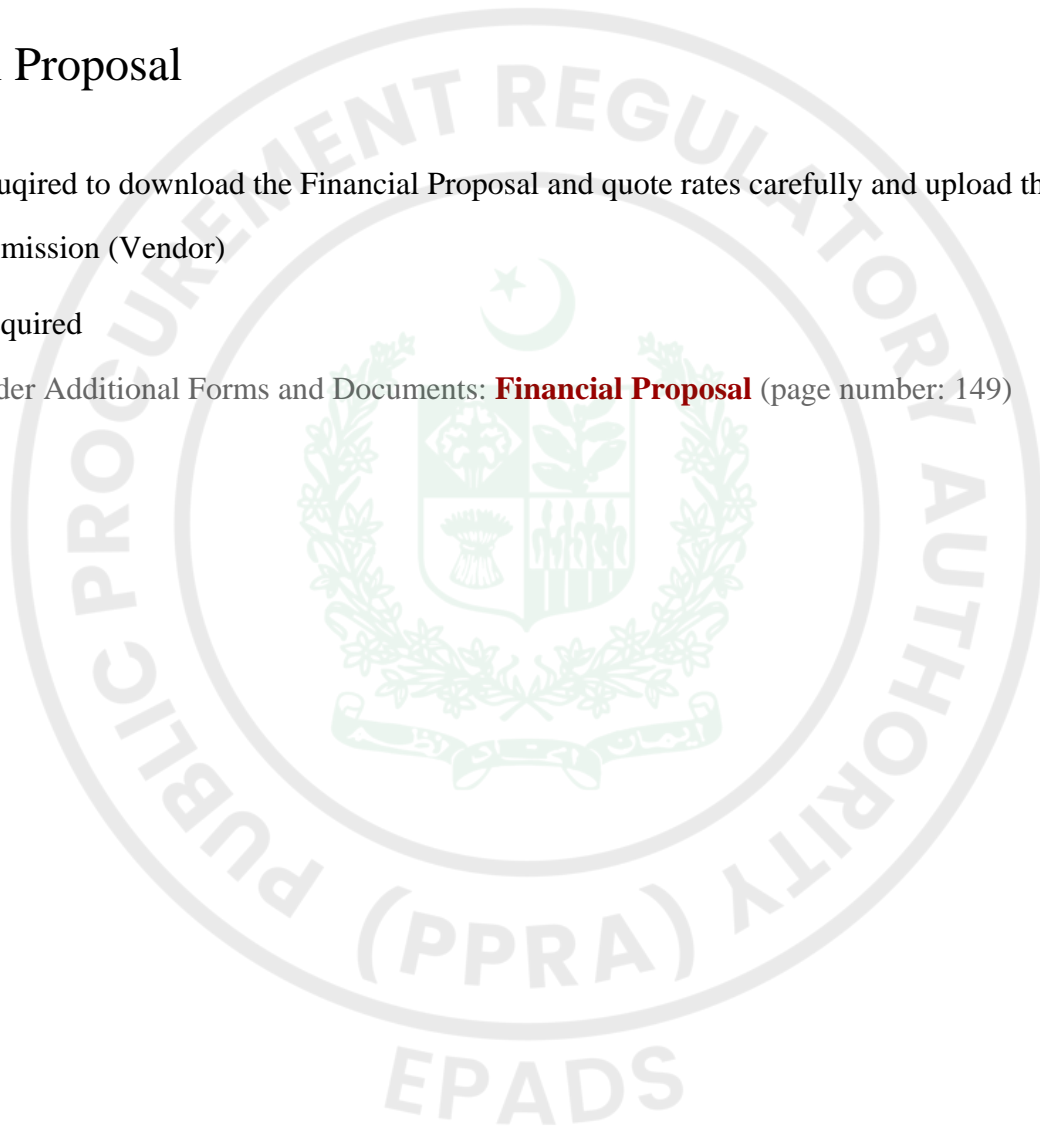 l Proposal
uqired to download the Financial Proposal and quote rates carefully and upload th
mission (Vendor)
quired
der Additional Forms and Documents: Financial Proposal (page number: 149)
PUBLIC PROCUREMENT REGULATORY AUTHORITY
(PPRA)
EPADS